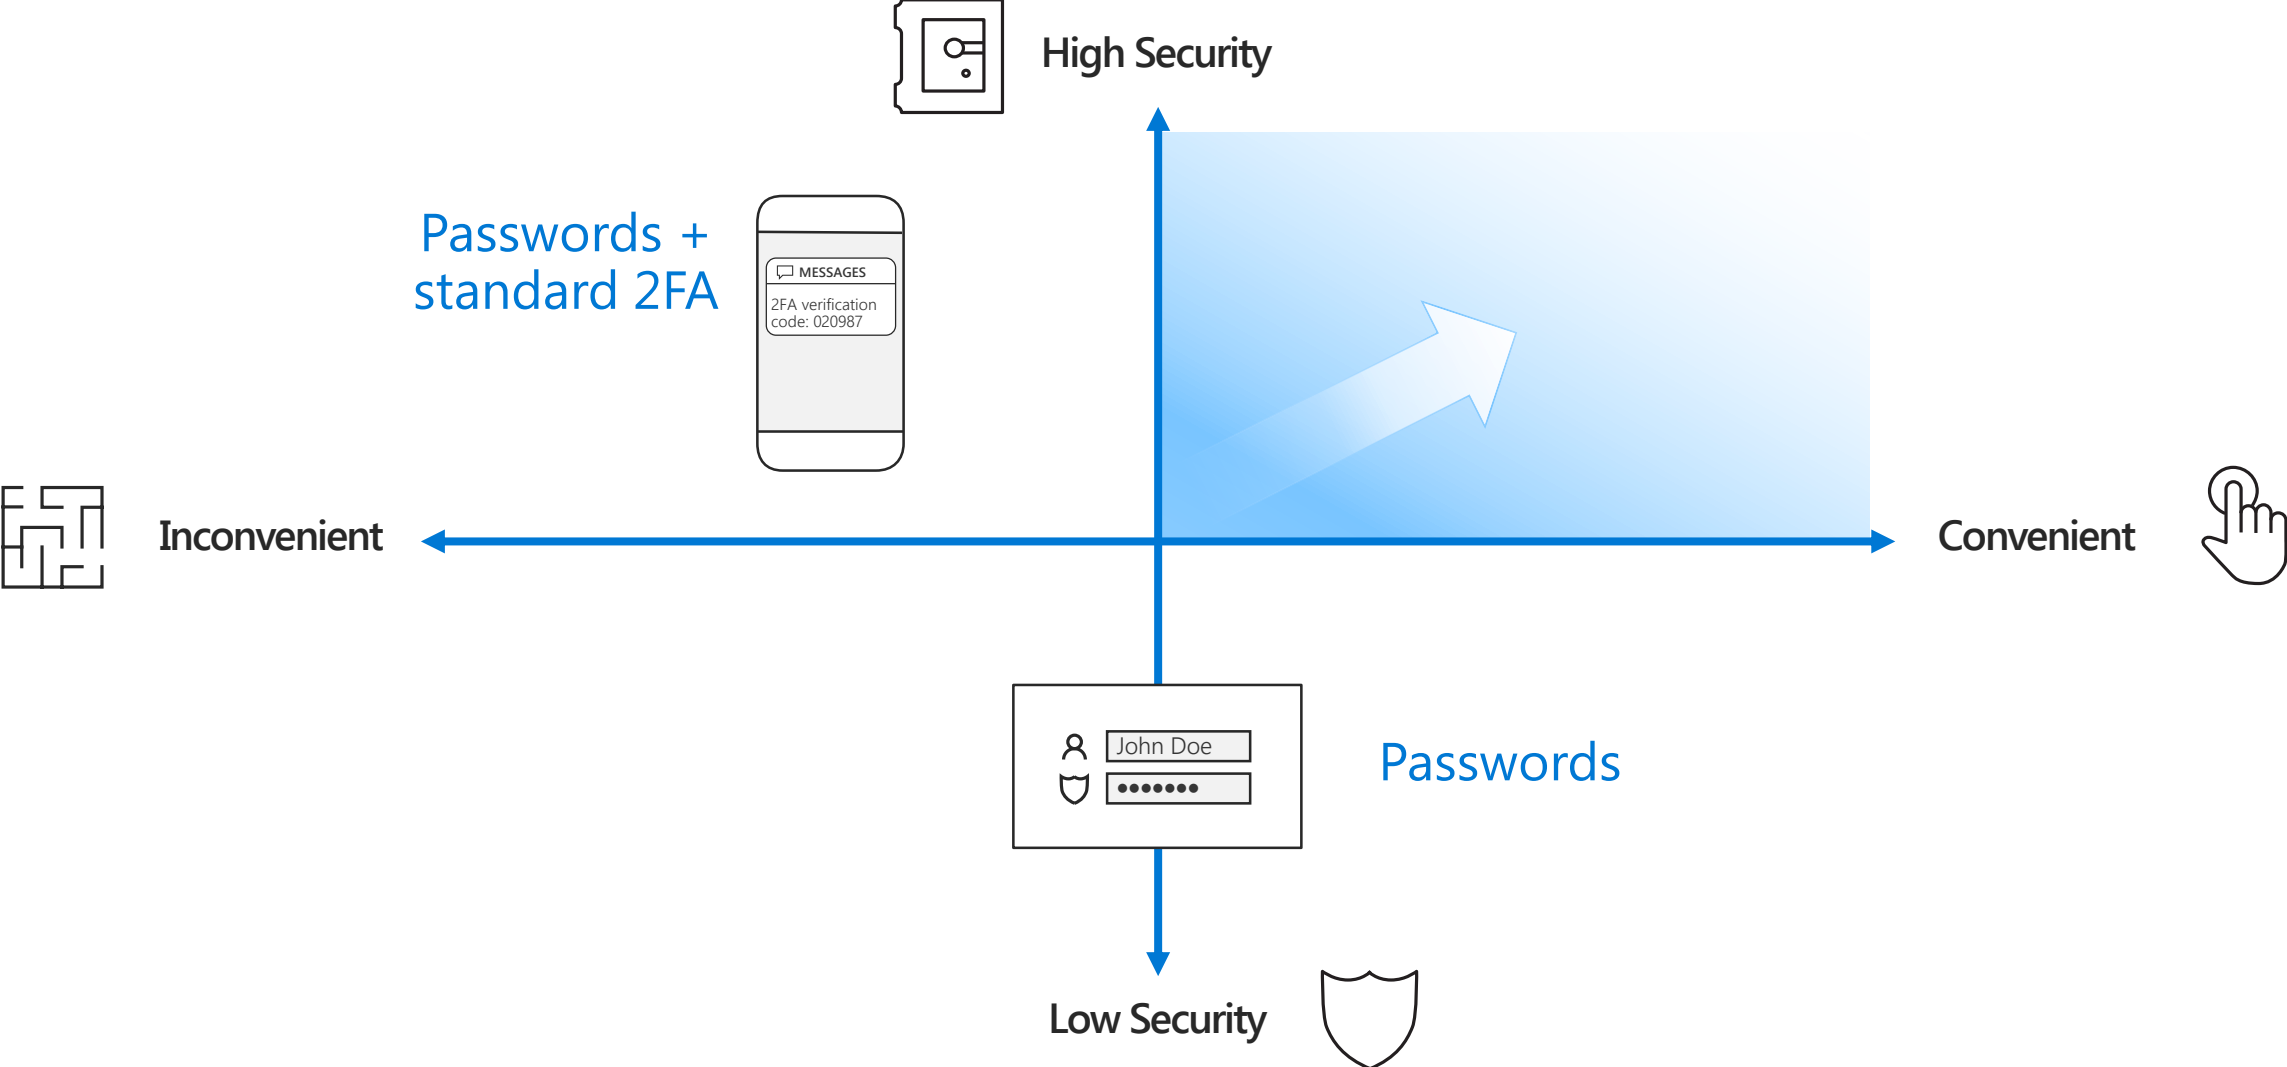 High Security
Passwords +
standard 2FA
MESSAGES
2FA verification
code: 020987
Inconvenient
Convenient
John Doe
●●●●●●●
Passwords
Low Security